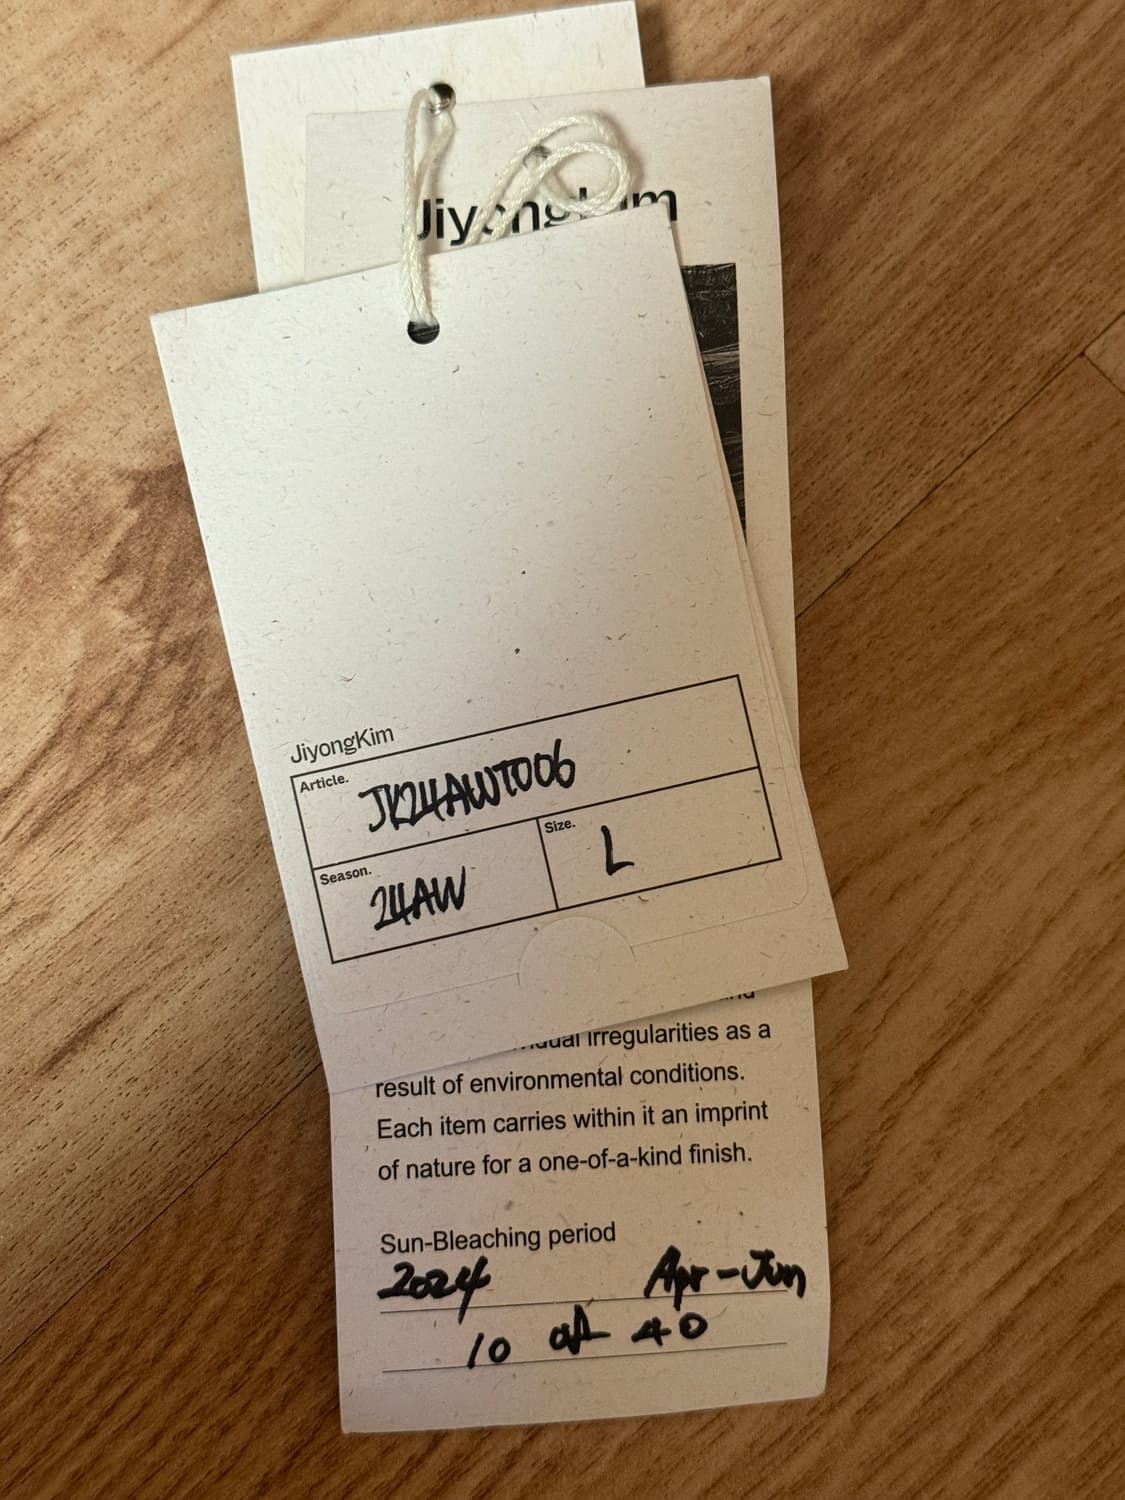 JiyongKim
JiyongKim
Article.
JK24AWT006
Season.
24AW
Size.
L
irregularities as a
result of environmental conditions.
Each item carries within it an imprint
of nature for a one-of-a-kind finish.
Sun-Bleaching period
2024 Apr-Jun
10 of 40